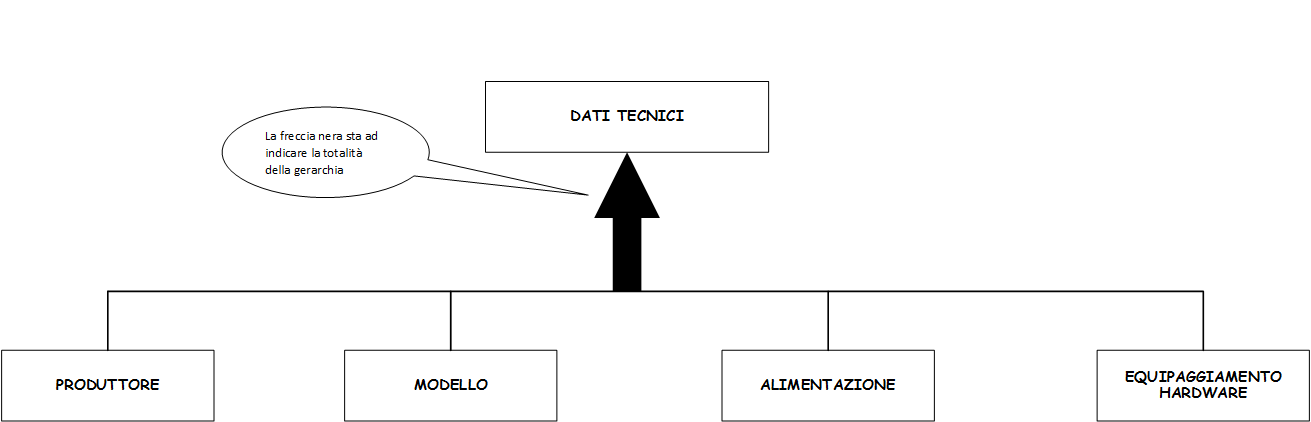 DATI TECNICI
La freccia nera sta ad
indicare la totalità
della gerarchia
PRODUTTORE
MODELLO
ALIMENTAZIONE
EQUIPAGGIAMENTO
HARDWARE